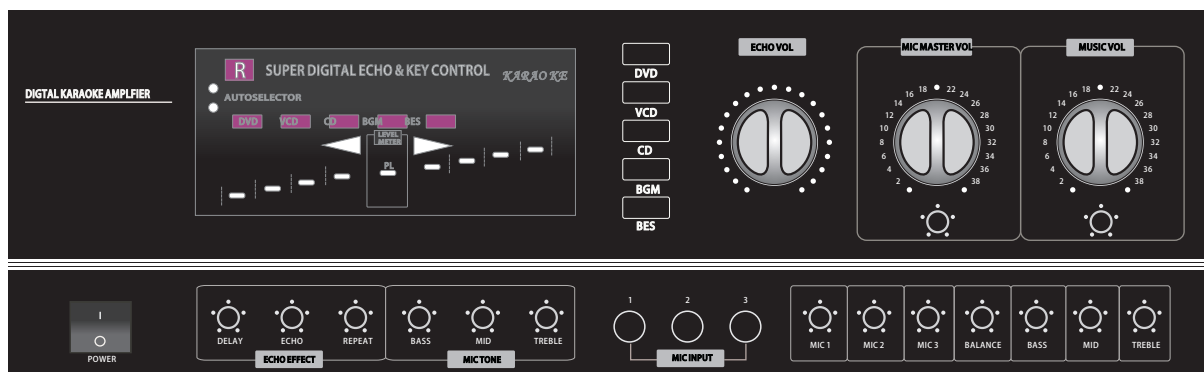 DIGTAL KARAOKE AMPLFIER
R SUPER DIGITAL ECHO & KEY CONTROL KARAO KE
AUTOSELECTOR
DVD VCD CD BGM BES
LEVEL
METER
PL
DVD
VCD
CD
BGM
BES
ECHO VOL
MIC MASTER VOL
2 4 6 8 10 12 14 16 18 22 24 26 28 30 32 34 36 38
MUSIC VOL
2 4 6 8 10 12 14 16 18 22 24 26 28 30 32 34 36 38
I
POWER
DELAY ECHO REPEAT
ECHO EFFECT
BASS MID TREBLE
MIC TONE
1 2 3
MIC INPUT
MIC 1 MIC 2 MIC 3 BALANCE BASS MID TREBLE